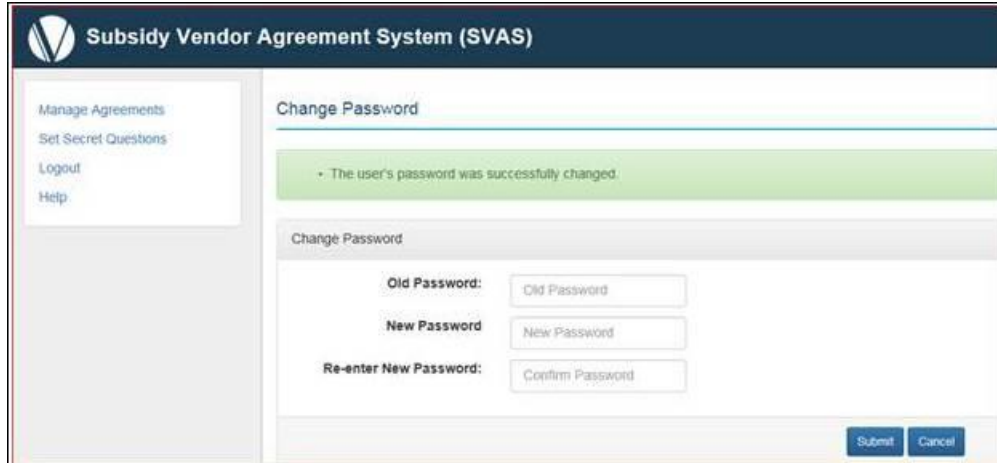 Subsidy Vendor Agreement System (SVAS)
Manage Agreements
Set Secret Questions
Logout
Help
Change Password
• The user's password was successfully changed.
Change Password
Old Password: Old Password
New Password New Password
Re-enter New Password: Confirm Password
Submit Cancel